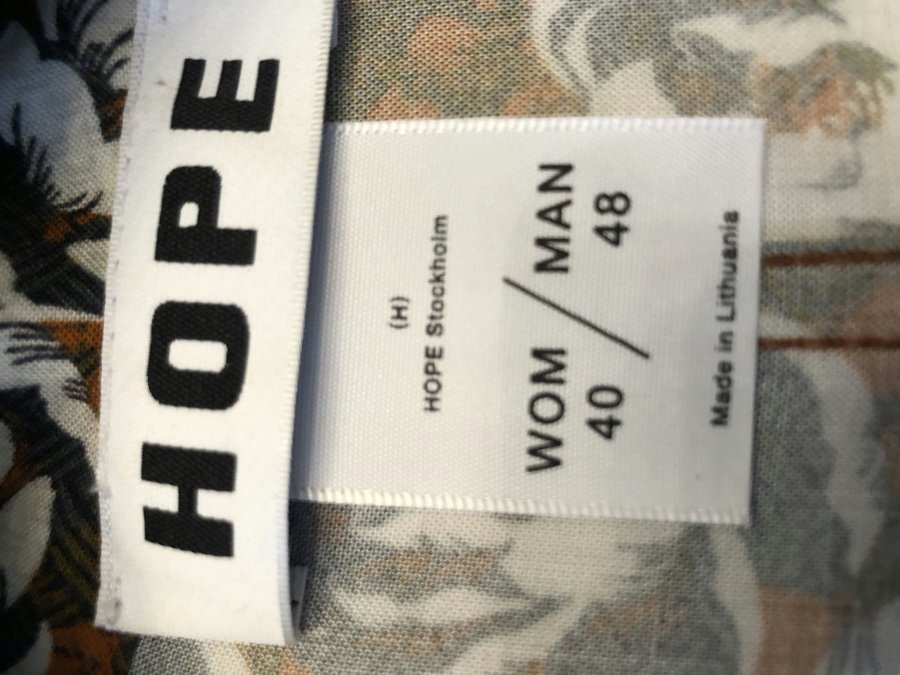 HOPE
(H)
HOPE Stockholm
WOM / MAN
40 / 48
Made in Lithuania